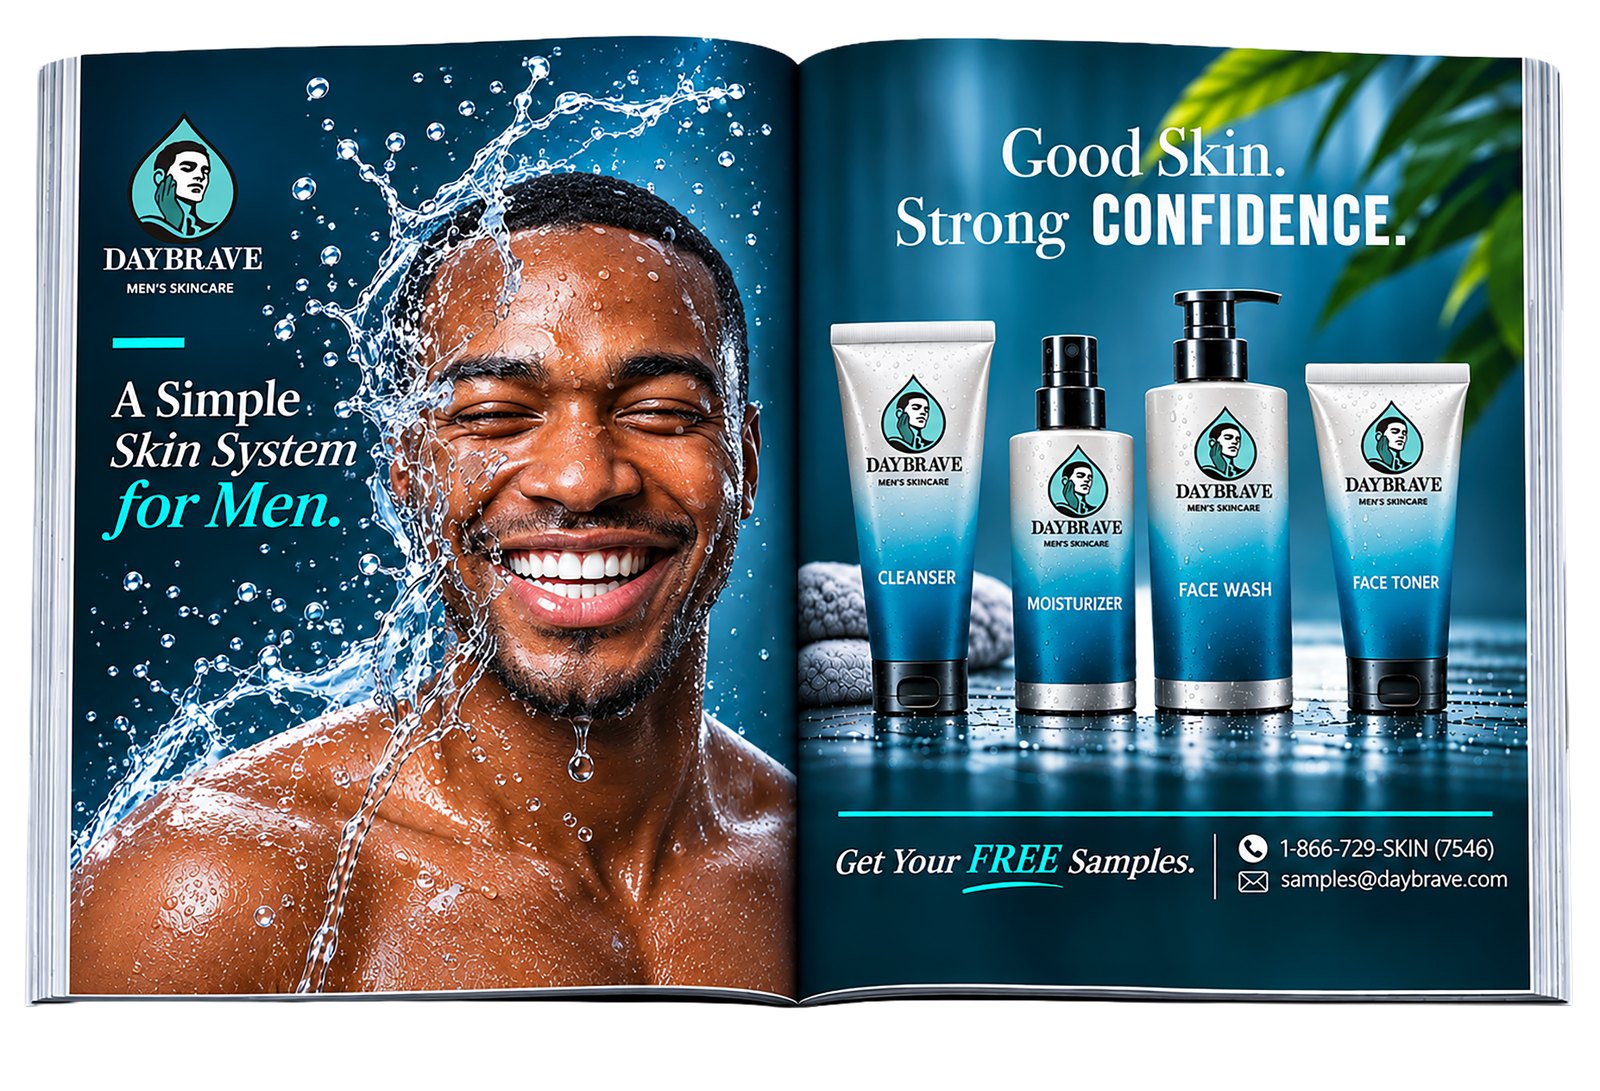 DAYBRAVE
MEN'S SKINCARE
A Simple
Skin System
for Men.
Good Skin.
Strong CONFIDENCE.
DAYBRAVE
MEN'S SKINCARE
CLEANSER
DAYBRAVE
MEN'S SKINCARE
MOISTURIZER
DAYBRAVE
MEN'S SKINCARE
FACE WASH
DAYBRAVE
MEN'S SKINCARE
FACE TONER
Get Your FREE Samples.
1-866-729-SKIN (7546)
samples@daybrave.com